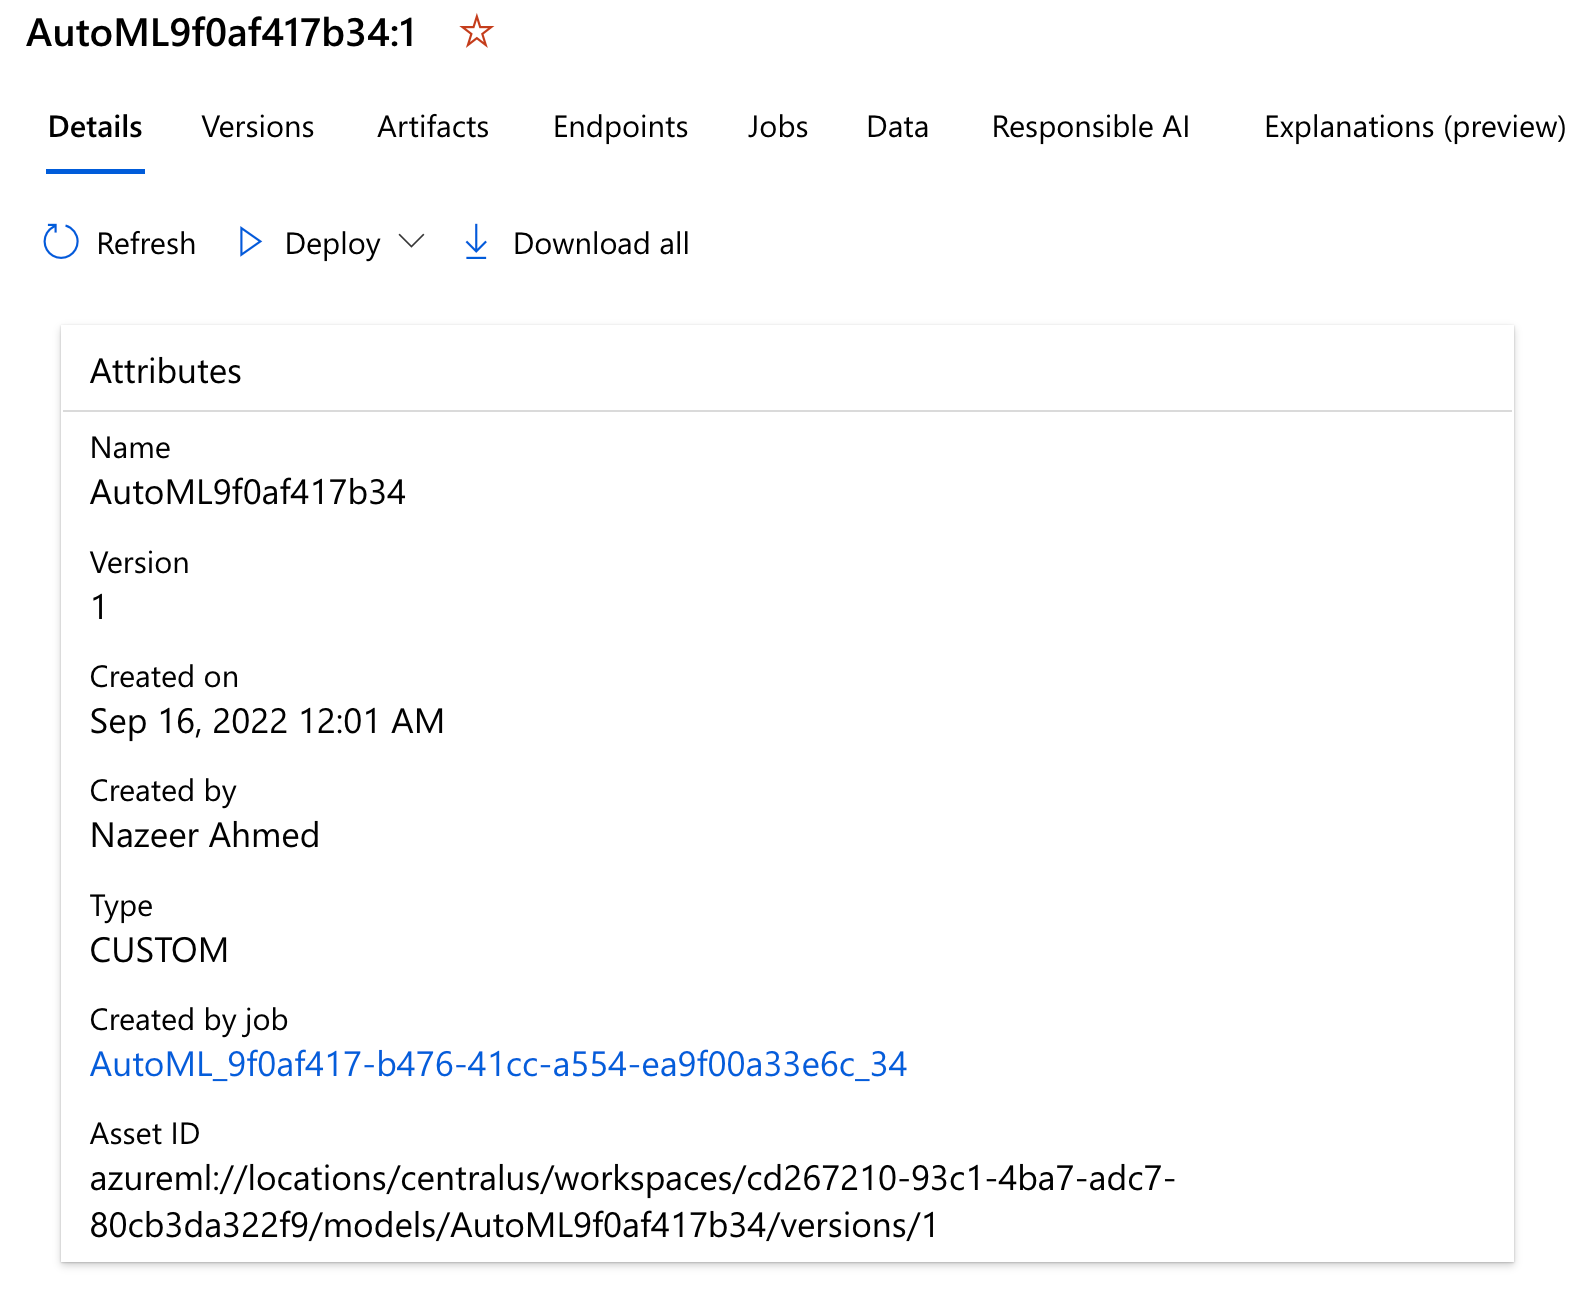 AutoML9f0af417b34:1
Details Versions Artifacts Endpoints Jobs Data Responsible AI Explanations (preview)
Refresh Deploy Download all
Attributes
Name
AutoML9f0af417b34
Version
1
Created on
Sep 16, 2022 12:01 AM
Created by
Nazeer Ahmed
Type
CUSTOM
Created by job
AutoML_9f0af417-b476-41cc-a554-ea9f00a33e6c_34
Asset ID
azureml://locations/centralus/workspaces/cd267210-93c1-4ba7-adc7-
80cb3da322f9/models/AutoML9f0af417b34/versions/1